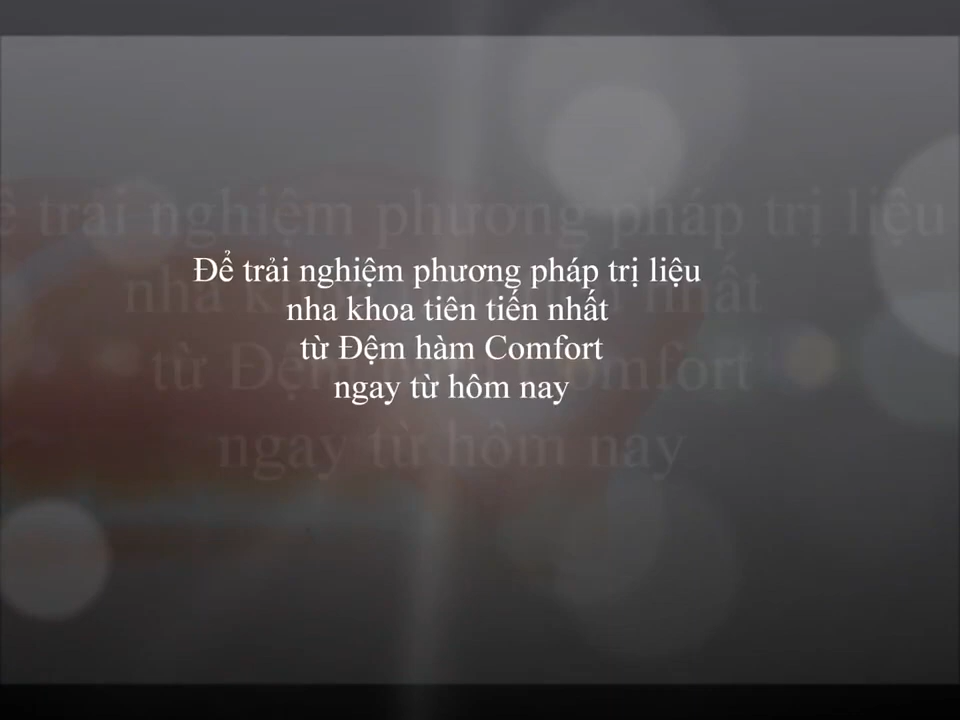 Để trải nghiệm phương pháp trị liệu
nha khoa tiên tiến nhất
từ Đệm hàm Comfort
ngay từ hôm nay